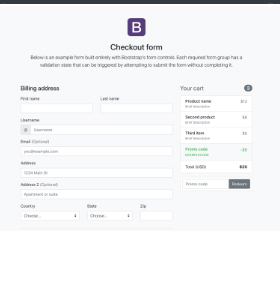 B
Checkout form
Below is an example form built entirely with Bootstrap's form controls. Each required form group has a
validation state that can be triggered by attempting to submit the form without completing it.
Billing address
First name
Last name
Username
@
Username
Email (Optional)
you@example.com
Address
1234 Main St
Address 2 (Optional)
Apartment or suite
Country
State
Zip
Choose...
Choose...
Your cart
3
Product name
$12
Brief description
Second product
$8
Brief description
Third item
$5
Brief description
Promo code
-$5
Total (USD)
$20
Promo code
Redeem